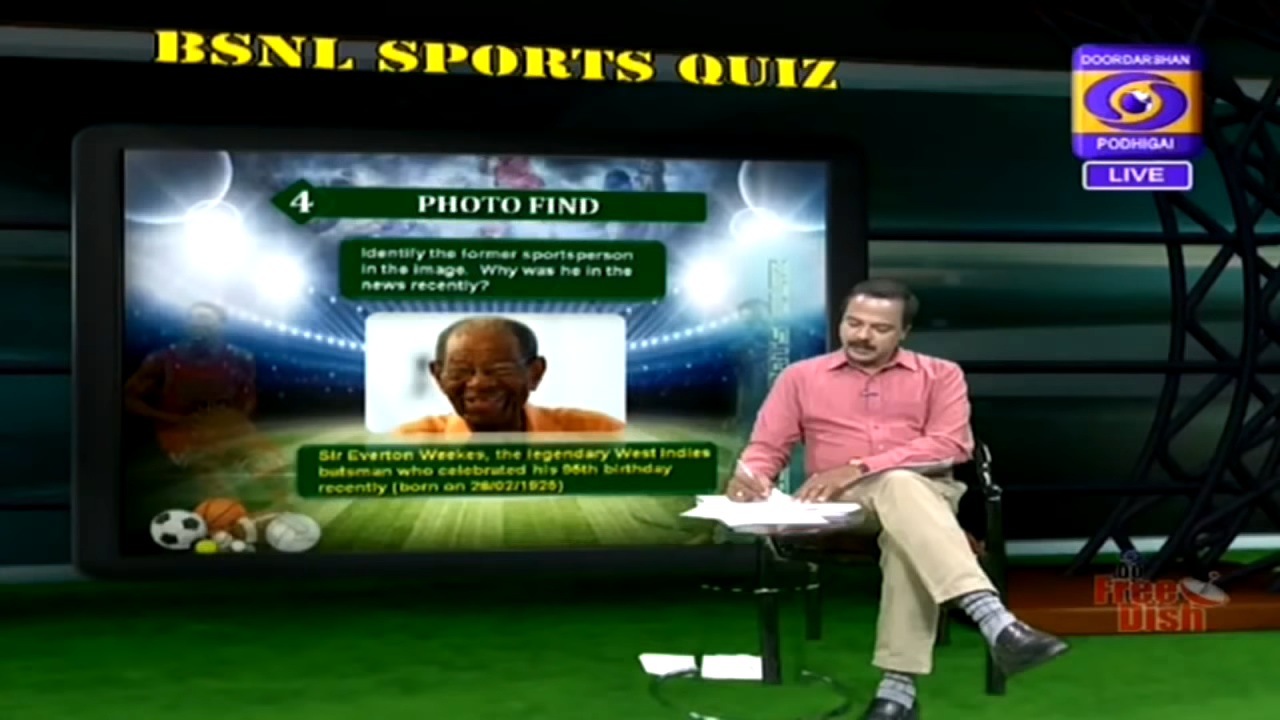 BSNL SPORTS QUIZ
DOORDARSHAN
PODHIGAI
LIVE
4 PHOTO FIND
Identify the former sportsperson
in the image. Why was he in the
news recently?
Sir Everton Weekes, the legendary West Indies
batsman who celebrated his 95th birthday
recently (born on 26/02/1925)
DD
Free
Dish